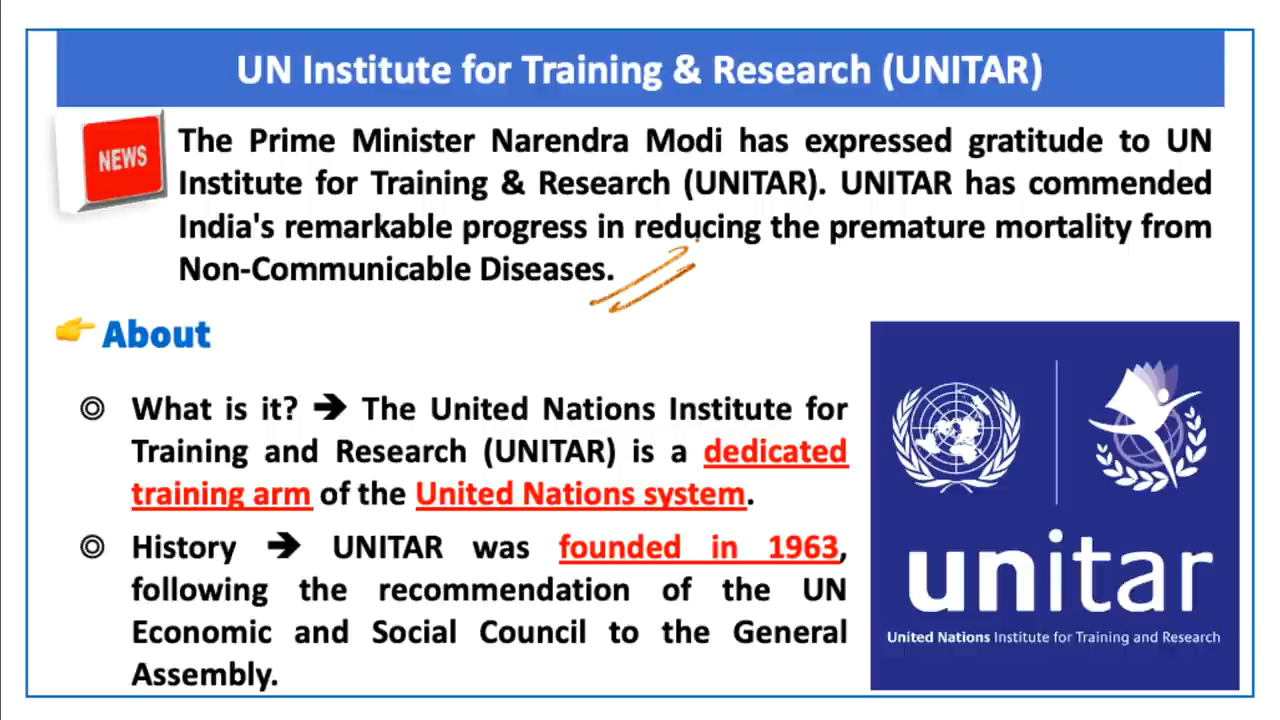 UN Institute for Training & Research (UNITAR)
NEWS
The Prime Minister Narendra Modi has expressed gratitude to UN
Institute for Training & Research (UNITAR). UNITAR has commended
India's remarkable progress in reducing the premature mortality from
Non-Communicable Diseases.
About
What is it? ➔ The United Nations Institute for
Training and Research (UNITAR) is a dedicated
training arm of the United Nations system.
History ➔ UNITAR was founded in 1963,
following the recommendation of the UN
Economic and Social Council to the General
Assembly.
unitar
United Nations Institute for Training and Research